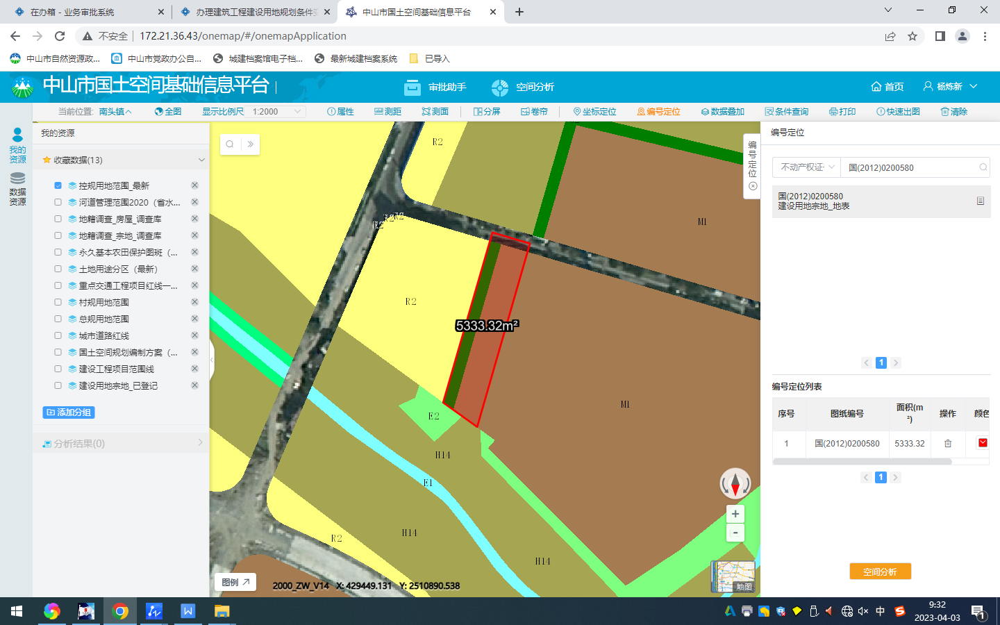 在办箱 - 业务审批系统
办理建筑工程建设用地规划条件
中山市国土空间基础信息平台
不安全
172.21.36.43/onemap/#/onemapApplication
中山市自然资源政...
中山市党政办公自...
城建档案馆电子档...
最新城建档案系统
已导入
中山市国土空间基础信息平台
审批助手
空间分析
首页
杨炼新
当前位置:
南头镇
全图
显示比例尺
1:2000
属性
测距
测面
分屏
卷帘
坐标定位
编号定位
数据叠加
条件查询
打印
快速出图
清除
我的资源
数据资源
我的资源
收藏数据(13)
控规用地范围_最新
河道管理范围2020（省水...
地籍调查_房屋_调查库
地籍调查_宗地_调查库
永久基本农田保护图斑（...
土地用途分区（最新）
重点交通工程项目红线一...
村规用地范围
总规用地范围
城市道路红线
国土空间规划编制方案（...
建设工程项目范围线
建设用地宗地_已登记
添加分组
分析结果(0)
R2
R2
R2
R2
M1
R2
5333.32m²
M1
E2
H14
E1
H14
R2
H14
图例
2000_ZW_V14 X: 429449.131 Y: 2510890.538
地图
编号定位
编号定位
不动产权证
国(2012)0200580
国(2012)0200580
建设用地宗地_地表
1
编号定位列表
序号
图纸编号
面积(m²)
操作
颜色
1
国(2012)0200580
5333.32
1
空间分析
中
9:32
2023-04-03
1